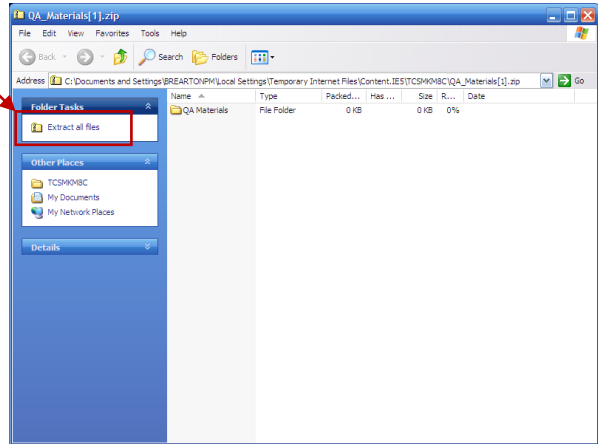 QA_Materials[1].zip
File Edit View Favorites Tools Help
Back Search Folders
Address C:\Documents and Settings\BREARTONPM\Local Settings\Temporary Internet Files\Content.IE5\TCSMKM8C\QA_Materials[1].zip Go
Folder Tasks
Extract all files
Other Places
TCSMKM8C
My Documents
My Network Places
Details
Name Type Packed... Has ... Size R... Date
QA Materials File Folder 0 KB 0 KB 0%